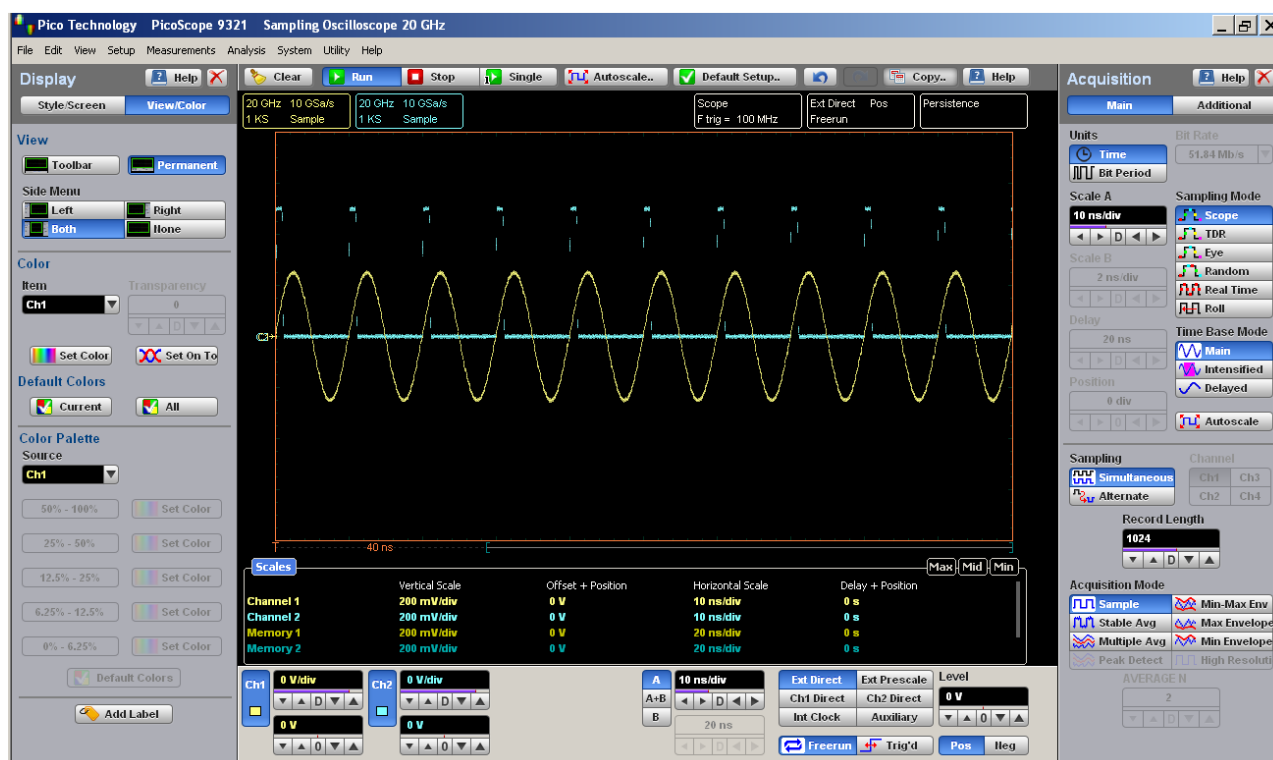 Pico Technology PicoScope 9321 Sampling Oscilloscope 20 GHz
File Edit View Setup Measurements Analysis System Utility Help
Display Help
Style/Screen View/Color
View
Toolbar Permanent
Side Menu
Left Right
Both None
Color
Item Transparency
Ch1 0
D
Set Color Set On To
Default Colors
Current All
Color Palette
Source
Ch1
50% - 100% Set Color
25% - 50% Set Color
12.5% - 25% Set Color
6.25% - 12.5% Set Color
0% - 6.25% Set Color
Default Colors
Add Label
Clear Run Stop Single Autoscale.. Default Setup.. Copy.. Help
20 GHz 10 GSa/s 20 GHz 10 GSa/s Scope Ext Direct Pos Persistence
1 KS Sample 1 KS Sample F trig = 100 MHz Freerun
T 40 ns
Scales Max Mid Min
Vertical Scale Offset + Position Horizontal Scale Delay + Position
Channel 1 200 mV/div 0 V 10 ns/div 0 s
Channel 2 200 mV/div 0 V 10 ns/div 0 s
Memory 1 200 mV/div 0 V 20 ns/div 0 s
Memory 2 200 mV/div 0 V 20 ns/div 0 s
Ch1 0 V/div Ch2 0 V/div A 10 ns/div Ext Direct Ext Prescale Level
D D A+B D Ch1 Direct Ch2 Direct 0 V
0 V 0 V B 20 ns Int Clock Auxiliary 0
0 0 D Freerun Trig'd Pos Neg
Acquisition Help
Main Additional
Units Bit Rate
Time 51.84 Mb/s
Bit Period
Scale A Sampling Mode
10 ns/div Scope
D TDR
Scale B Eye
2 ns/div Random
D Real Time
Roll
Delay Time Base Mode
20 ns Main
D Intensified
Position Delayed
0 div
0 Autoscale
Sampling Channel
Simultaneous Ch1 Ch3
Alternate Ch2 Ch4
Record Length
1024
D
Acquisition Mode
Sample Min-Max Env
Stable Avg Max Envelope
Multiple Avg Min Envelope
Peak Detect High Resoluti
AVERAGE N
2
D